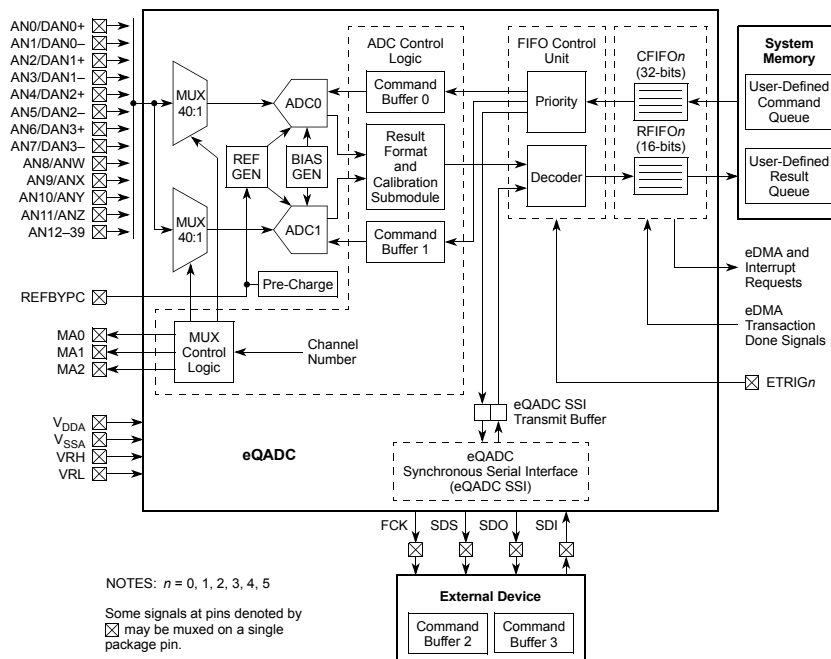 AN0/DAN0+
AN1/DAN0–
AN2/DAN1+
AN3/DAN1–
AN4/DAN2+
AN5/DAN2–
AN6/DAN3+
AN7/DAN3–
AN8/ANW
AN9/ANX
AN10/ANY
AN11/ANZ
AN12–39
REFBYPC
MA0
MA1
MA2
VDDA
VSSA
VRH
VRL
MUX
40:1
MUX
40:1
ADC0
REF
GEN
BIAS
GEN
ADC1
Pre-Charge
MUX
Control
Logic
Channel
Number
ADC Control
Logic
Command
Buffer 0
Result
Format
and
Calibration
Submodule
Command
Buffer 1
FIFO Control
Unit
Priority
Decoder
CFIFOn
(32-bits)
RFIFOn
(16-bits)
System
Memory
User-Defined
Command
Queue
User-Defined
Result
Queue
eDMA and
Interrupt
Requests
eDMA
Transaction
Done Signals
ETRIGn
eQADC SSI
Transmit Buffer
eQADC
eQADC
Synchronous Serial Interface
(eQADC SSI)
FCK
SDS
SDO
SDI
External Device
Command
Buffer 2
Command
Buffer 3
NOTES: n = 0, 1, 2, 3, 4, 5
Some signals at pins denoted by
may be muxed on a single
package pin.